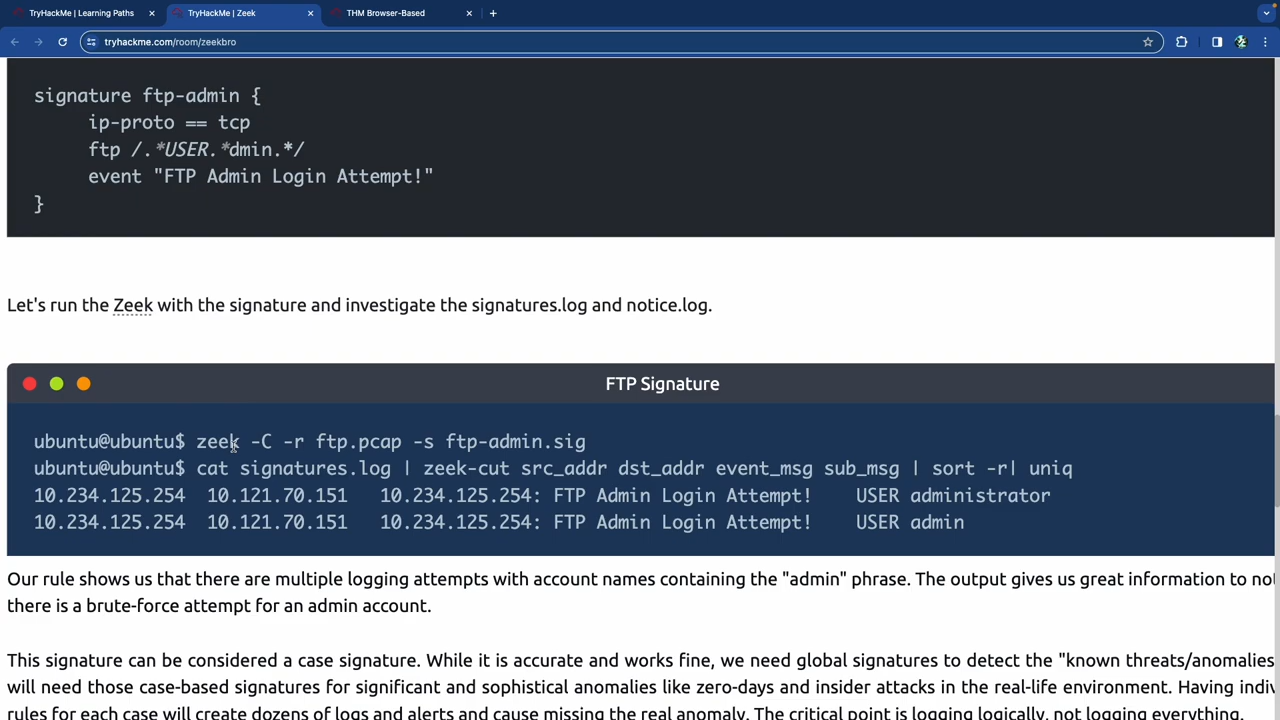 TryHackMe | Learning Paths
TryHackMe | Zeek
THM Browser-Based
tryhackme.com/room/zeekbro
signature ftp-admin {
ip-proto == tcp
ftp /.*USER.*dmin.*/
event "FTP Admin Login Attempt!"
}
Let's run the Zeek with the signature and investigate the signatures.log and notice.log.
FTP Signature
ubuntu@ubuntu$ zeek -C -r ftp.pcap -s ftp-admin.sig
ubuntu@ubuntu$ cat signatures.log | zeek-cut src_addr dst_addr event_msg sub_msg | sort -r| uniq
10.234.125.254 10.121.70.151 10.234.125.254: FTP Admin Login Attempt! USER administrator
10.234.125.254 10.121.70.151 10.234.125.254: FTP Admin Login Attempt! USER admin
Our rule shows us that there are multiple logging attempts with account names containing the "admin" phrase. The output gives us great information to no
there is a brute-force attempt for an admin account.
This signature can be considered a case signature. While it is accurate and works fine, we need global signatures to detect the "known threats/anomalies
will need those case-based signatures for significant and sophistical anomalies like zero-days and insider attacks in the real-life environment. Having indiv
rules for each case will create dozens of logs and alerts and cause missing the real anomaly. The critical point is logging logically, not logging everything.